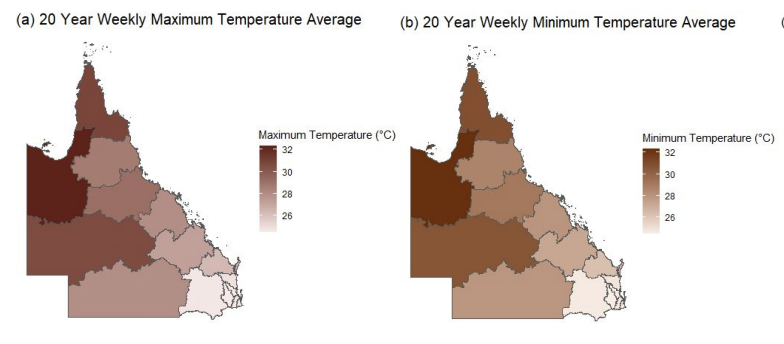 (a) 20 Year Weekly Maximum Temperature Average
Maximum Temperature (°C)
32
30
28
26
(b) 20 Year Weekly Minimum Temperature Average
Minimum Temperature (°C)
32
30
28
26
(